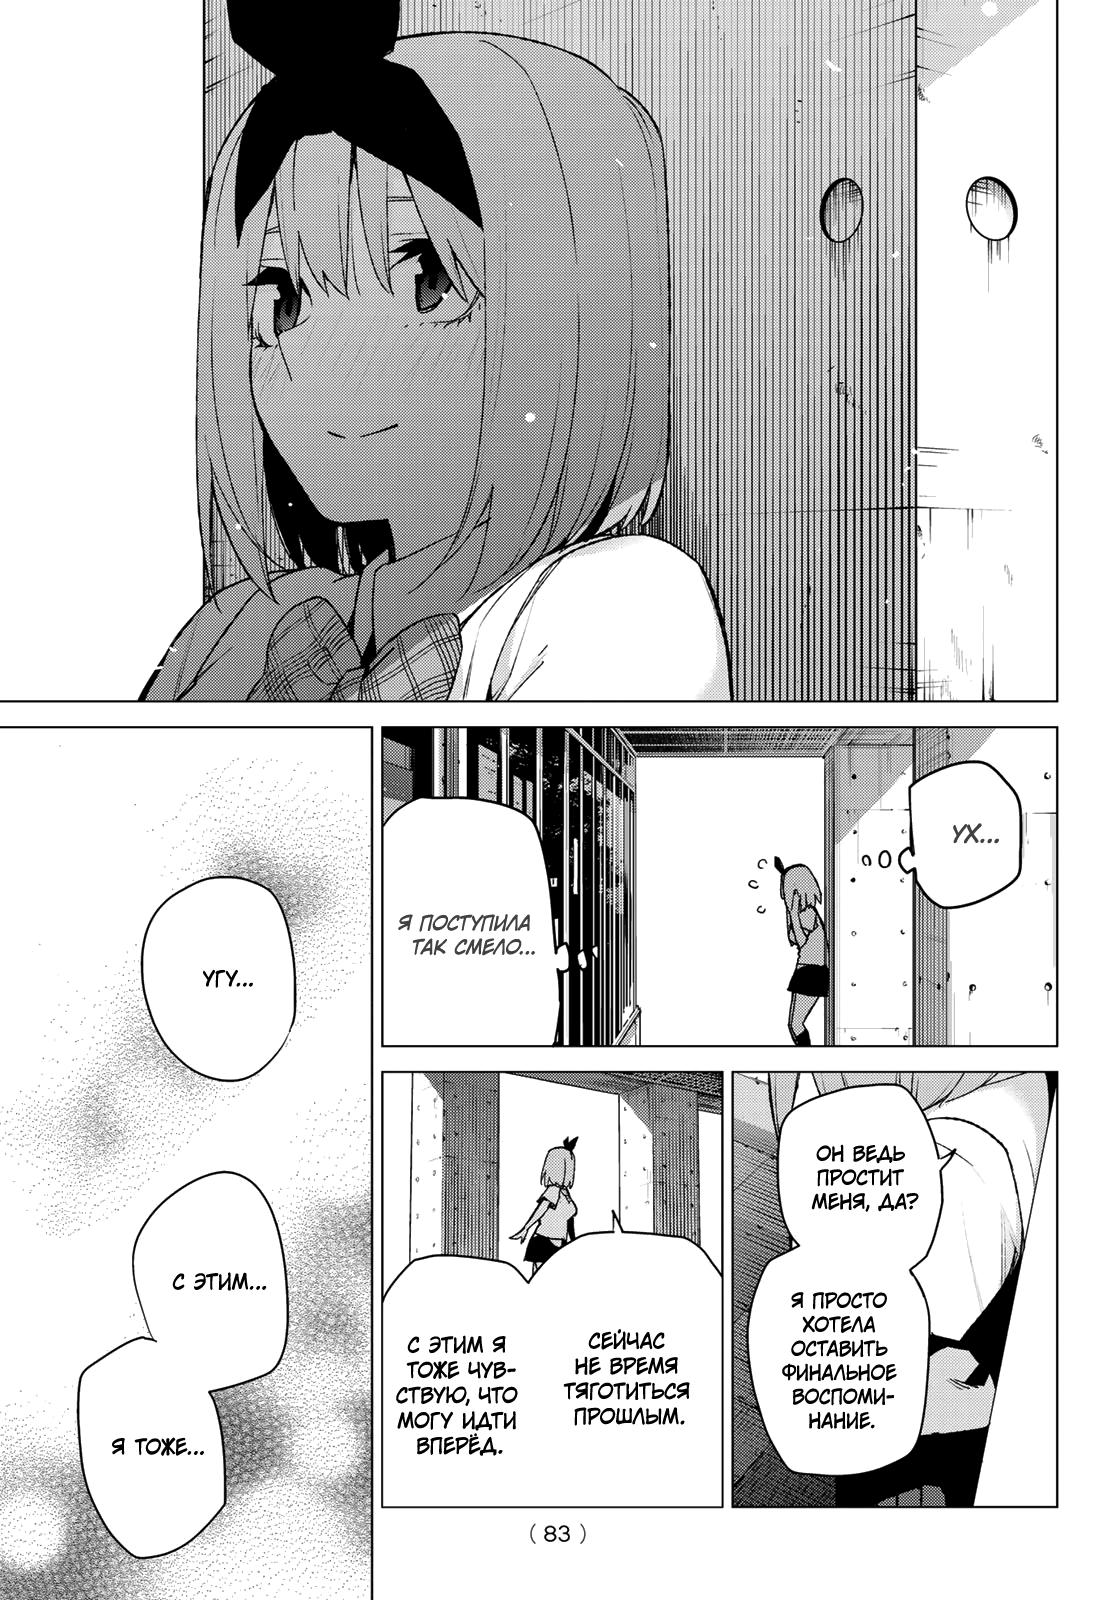 УХ...
Я ПОСТУПИЛА
ТАК СМЕЛО...
ОН ВЕДЬ
ПРОСТИТ
МЕНЯ, ДА?
Я ПРОСТО
ХОТЕЛА
ОСТАВИТЬ
ФИНАЛЬНОЕ
ВОСПОМИ-
НАНИЕ.
СЕЙЧАС
НЕ ВРЕМЯ
ТЯГОТИТЬСЯ
ПРОШЛЫМ.
С ЭТИМ Я
ТОЖЕ ЧУВ-
СТВУЮ, ЧТО
МОГУ ИДТИ
ВПЕРЁД.
УГУ...
С ЭТИМ...
Я ТОЖЕ...
( 83 )